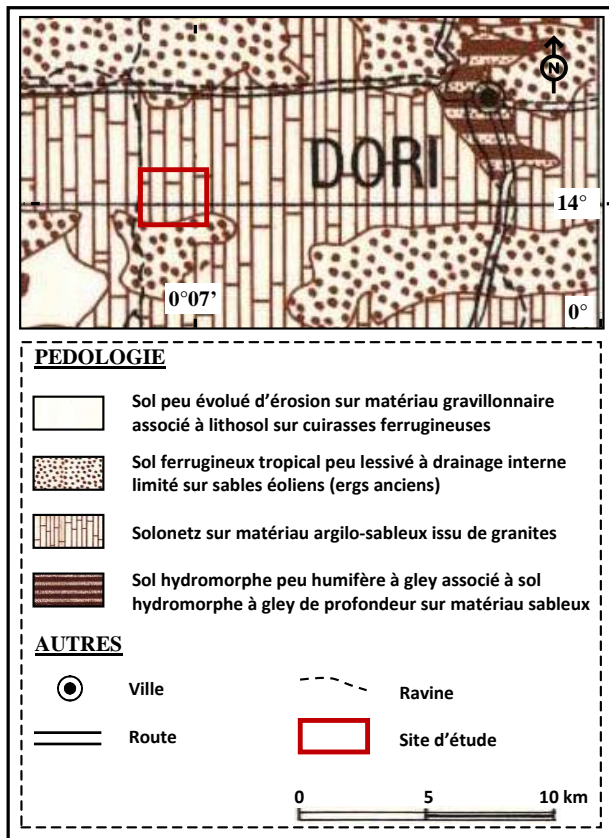 N
DORI
14°
0°07’
0°
PEDOLOGIE
Sol peu évolué d’érosion sur matériau gravillonnaire
associé à lithosol sur cuirasses ferrugineuses
Sol ferrugineux tropical peu lessivé à drainage interne
limité sur sables éoliens (ergs anciens)
Solonetz sur matériau argilo-sableux issu de granites
Sol hydromorphe peu humifère à gley associé à sol
hydromorphe à gley de profondeur sur matériau sableux
AUTRES
Ville
Ravine
Route
Site d’étude
0 5 10 km